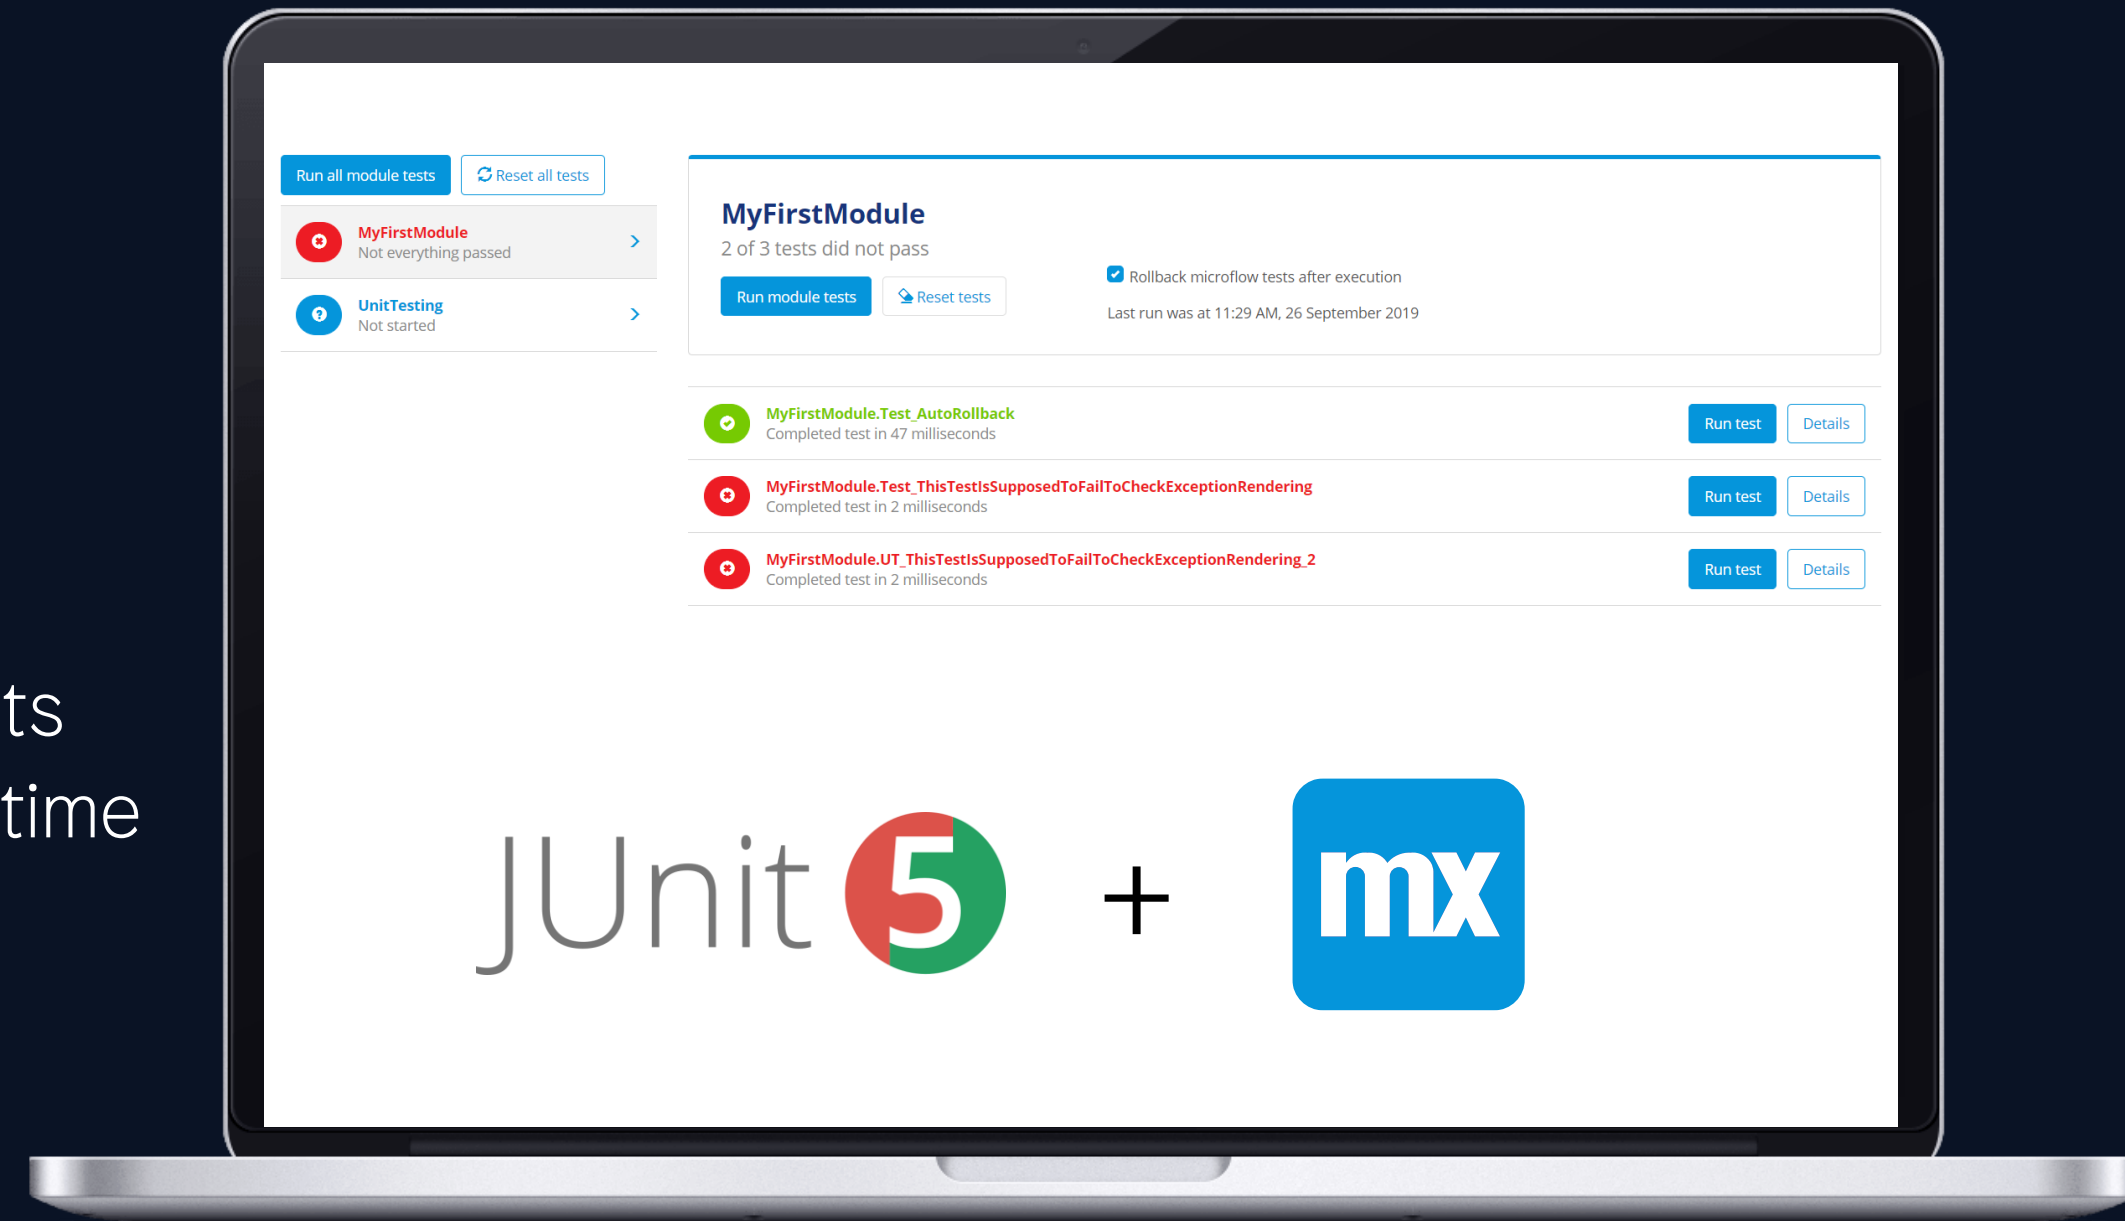 Run all module tests
Reset all tests
MyFirstModule
Not everything passed
UnitTesting
Not started
MyFirstModule
2 of 3 tests did not pass
Run module tests
Reset tests
Rollback microflow tests after execution
Last run was at 11:29 AM, 26 September 2019
MyFirstModule.Test_AutoRollback
Completed test in 47 milliseconds
Run test
Details
MyFirstModule.Test_ThisTestIsSupposedToFailToCheckExceptionRendering
Completed test in 2 milliseconds
Run test
Details
MyFirstModule.UT_ThisTestIsSupposedToFailToCheckExceptionRendering_2
Completed test in 2 milliseconds
Run test
Details
ts
time
JUnit 5 + mx